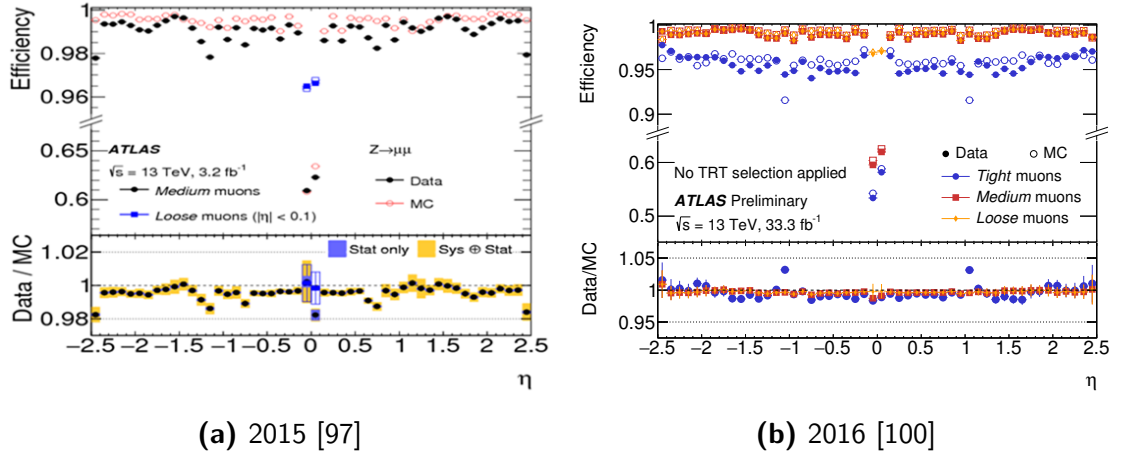 Efficiency
1
0.98
0.96
0.65
0.6
ATLAS
√s = 13 TeV, 3.2 fb⁻¹
Medium muons
Loose muons (|η| < 0.1)
Z→μμ
Data
MC
Data / MC
1.02
1
0.98
Stat only
Sys ⊕ Stat
−2.5 −2 −1.5 −1 −0.5 0 0.5 1 1.5 2 2.5
η
(a) 2015 [97]
Efficiency
1
0.95
0.9
0.6
0.5
No TRT selection applied
ATLAS Preliminary
√s = 13 TeV, 33.3 fb⁻¹
Data MC
Tight muons
Medium muons
Loose muons
Data/MC
1.05
1
0.95
−2.5 −2 −1.5 −1 −0.5 0 0.5 1 1.5 2 2.5
η
(b) 2016 [100]